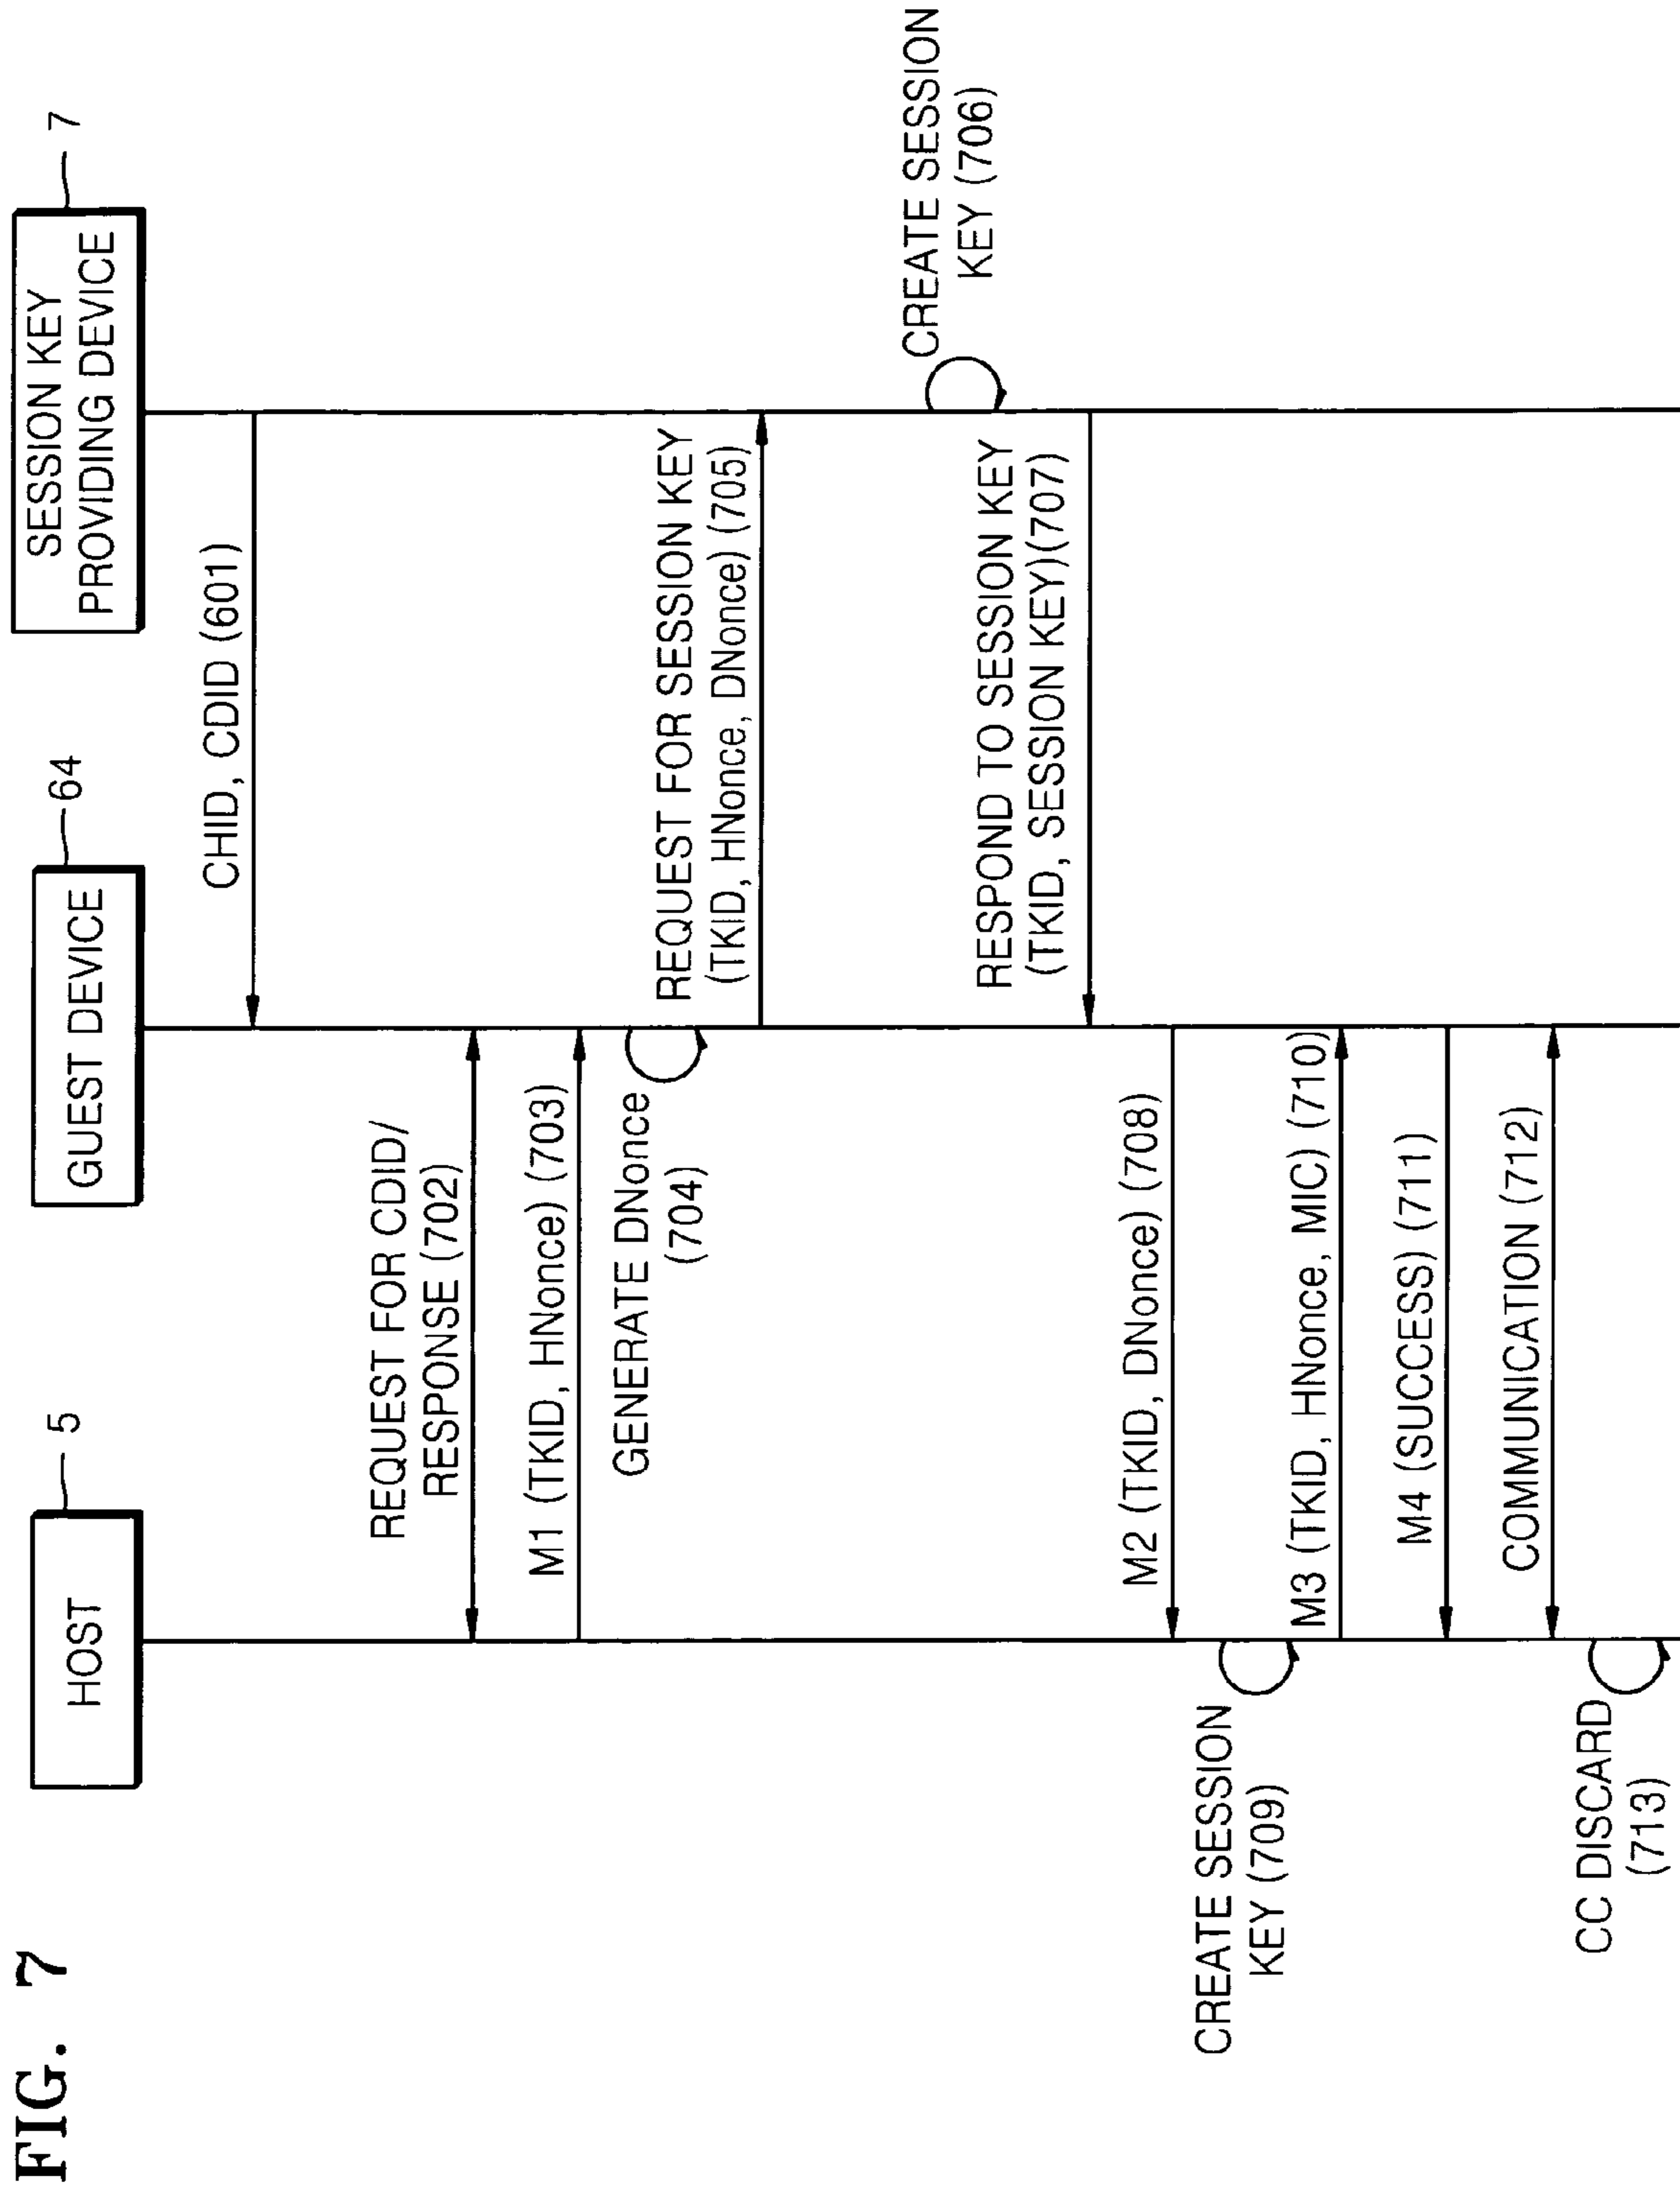 FIG. 7
HOST
5
GUEST DEVICE
64
SESSION KEY
PROVIDING DEVICE
7
CHID, CDID (601)
REQUEST FOR CDID/
RESPONSE (702)
M1 (TKID, HNonce) (703)
GENERATE DNonce
(704)
REQUEST FOR SESSION KEY
(TKID, HNonce, DNonce) (705)
CREATE SESSION
KEY (706)
RESPOND TO SESSION KEY
(TKID, SESSION KEY)(707)
M2 (TKID, DNonce) (708)
CREATE SESSION
KEY (709)
M3 (TKID, HNonce, MIC) (710)
M4 (SUCCESS) (711)
COMMUNICATION (712)
CC DISCARD
(713)